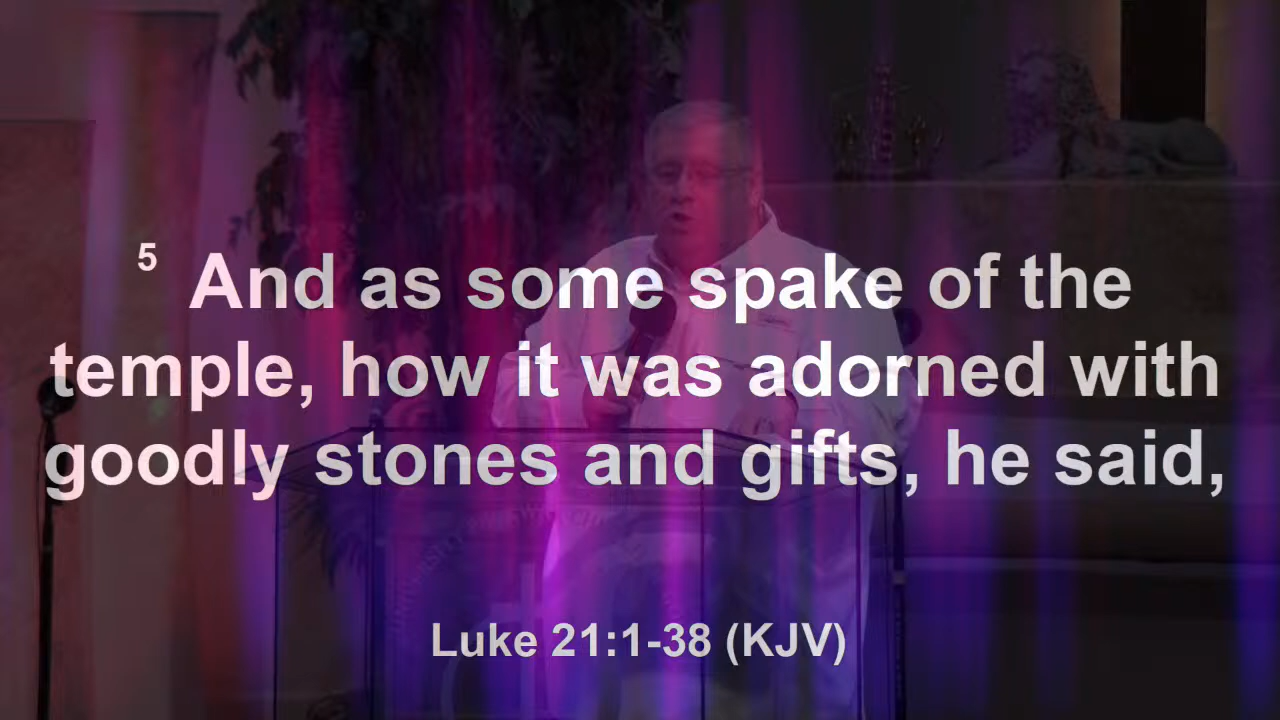 5 And as some spake of the
temple, how it was adorned with
goodly stones and gifts, he said,
Luke 21:1-38 (KJV)